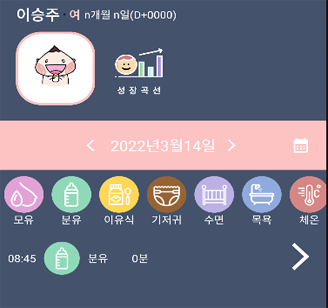 이승주 · 여 n개월 n일(D+0000)
성 장 곡 선
2022년3월14일
모유 분유 이유식 기저귀 수면 목욕 체온
08:45 분유 0분